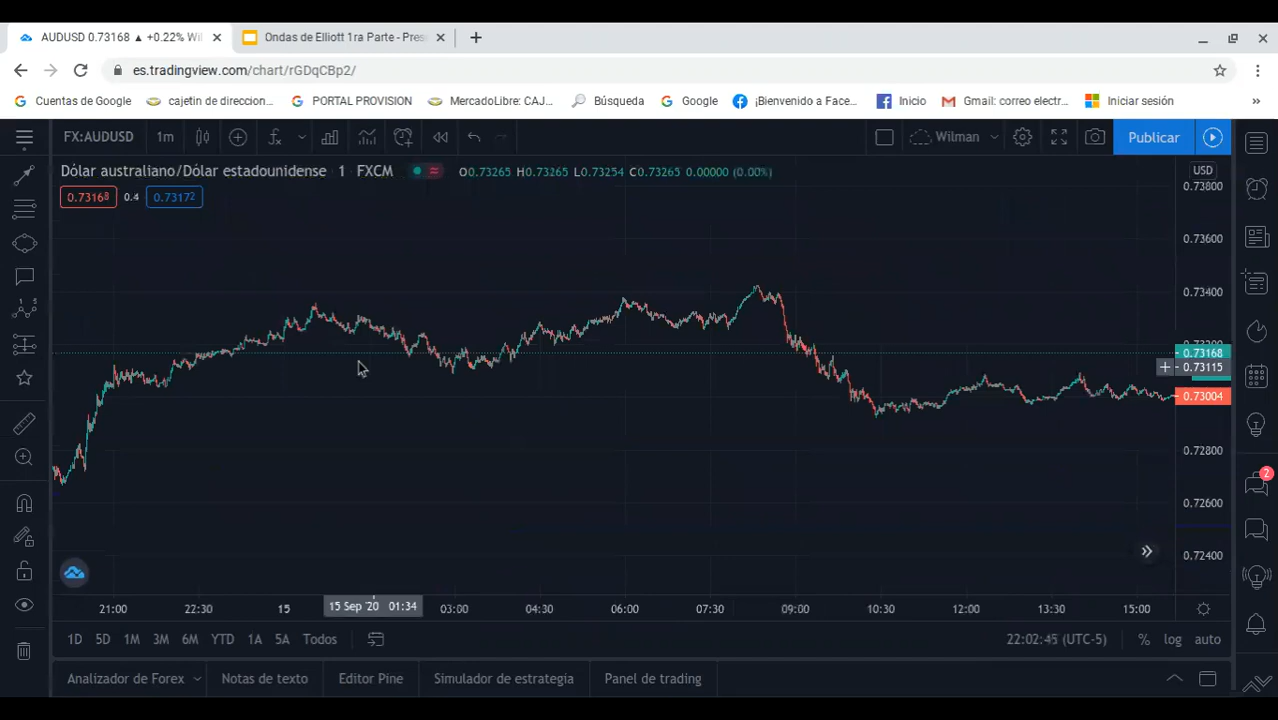 AUDUSD 0.73168 ▲ +0.22% Wil
Ondas de Elliott 1ra Parte - Pres
es.tradingview.com/chart/rGDqCBp2/
Cuentas de Google
cajetin de direccion...
PORTAL PROVISION
MercadoLibre: CAJ...
Búsqueda
Google
¡Bienvenido a Face...
Inicio
Gmail: correo electr...
Iniciar sesión
FX:AUDUSD
1m
Wilman
Publicar
Dólar australiano/Dólar estadounidense 1 FXCM
O0.73265 H0.73265 L0.73254 C0.73265 0.00000 (0.00%)
USD
0.73168
0.4
0.73172
0.73800
0.73600
0.73400
0.73168
0.73115
0.73004
0.72800
0.72600
0.72400
21:00
22:30
15
15 Sep '20 01:34
03:00
04:30
06:00
07:30
09:00
10:30
12:00
13:30
15:00
1D
5D
1M
3M
6M
YTD
1A
5A
Todos
22:02:45 (UTC-5)
%
log
auto
2
Analizador de Forex
Notas de texto
Editor Pine
Simulador de estrategia
Panel de trading